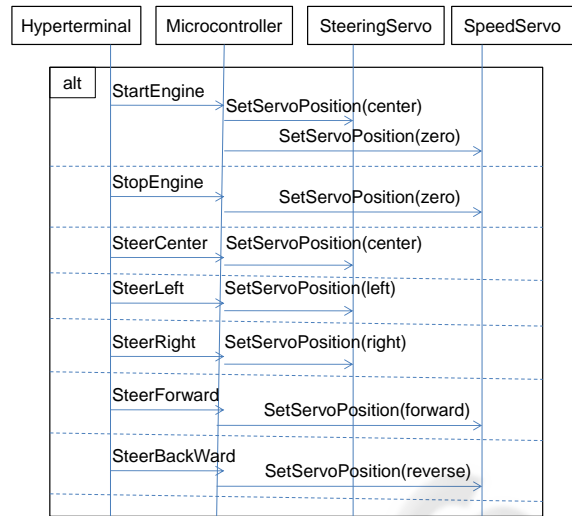 Hyperterminal
Microcontroller
SteeringServo
SpeedServo
alt
StartEngine
SetServoPosition(center)
SetServoPosition(zero)
StopEngine
SetServoPosition(zero)
SteerCenter
SetServoPosition(center)
SteerLeft
SetServoPosition(left)
SteerRight
SetServoPosition(right)
SteerForward
SetServoPosition(forward)
SteerBackWard
SetServoPosition(reverse)